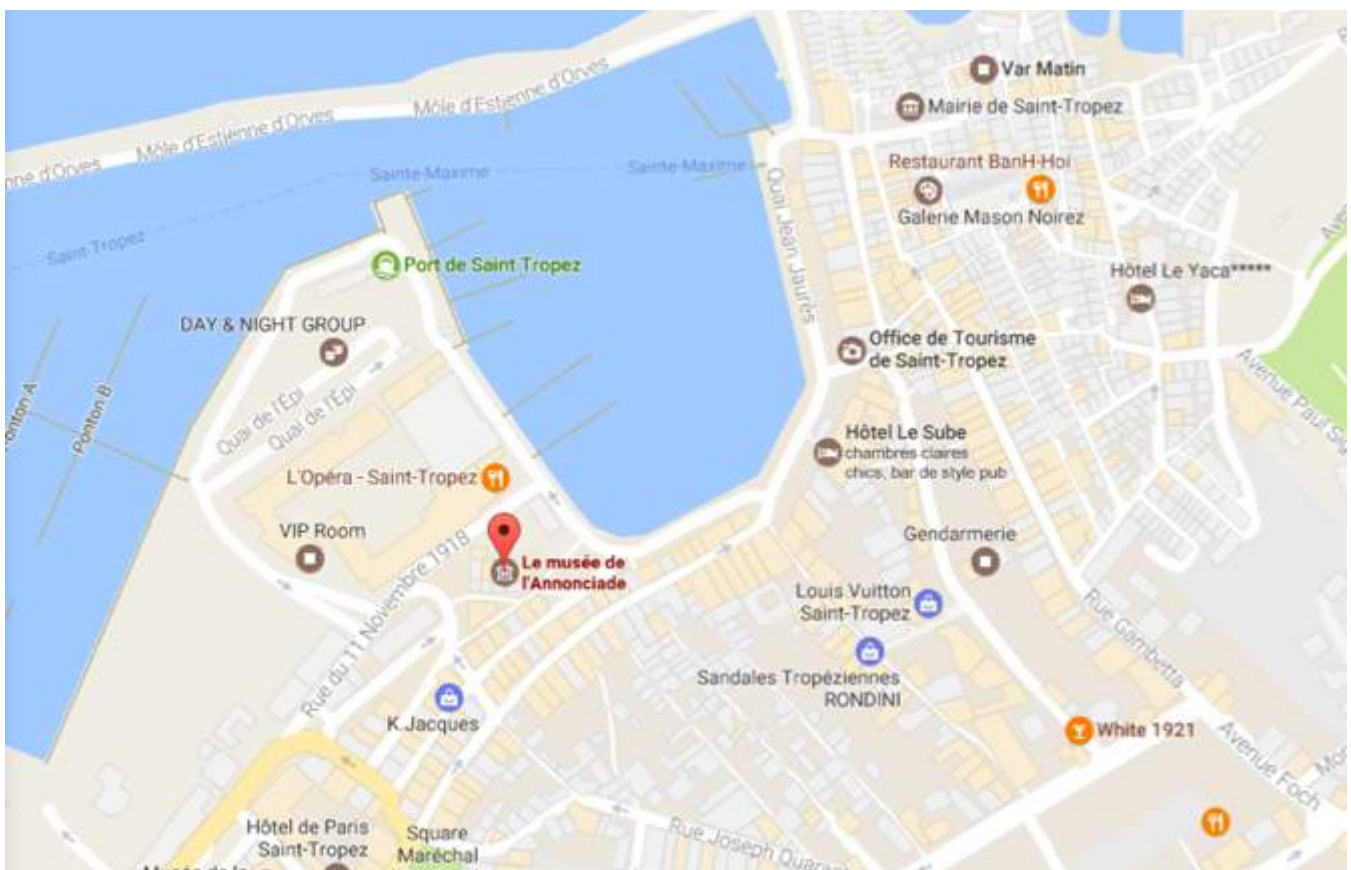 Var Matin
Mairie de Saint-Tropez
Môle d'Estienne d'Orves
Môle d'Estienne d'Orves
d'Orves
Sainte-Maxime
Sainte-Maxime
Restaurant BanH-Hoi
Galerie Mason Noirez
Quai Jean Jaurès
Saint-Tropez
Port de Saint Tropez
Hôtel Le Yaca*****
DAY & NIGHT GROUP
Office de Tourisme
de Saint-Tropez
Avenue Paul
Ponton A
Ponton B
Quai de l'Épi
Quai de l'Épi
Hôtel Le Sube
chambres claires
chics, bar de style pub
L'Opéra - Saint-Tropez
VIP Room
Gendarmerie
Le musée de
l'Annonciade
Rue du 11 Novembre 1918
Louis Vuitton
Saint-Tropez
Rue Gambetta
Sandales Tropéziennes
RONDINI
K.Jacques
White 1921
Avenue Foch
Hôtel de Paris
Saint-Tropez
Square
Maréchal
Rue Joseph